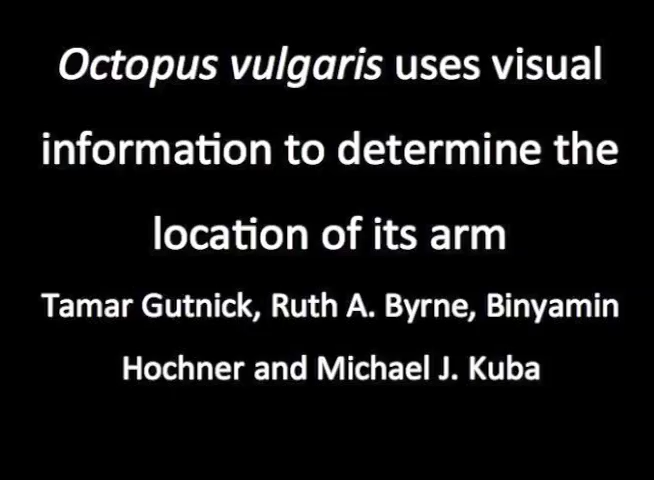 Octopus vulgaris uses visual
information to determine the
location of its arm
Tamar Gutnick, Ruth A. Byrne, Binyamin
Hochner and Michael J. Kuba